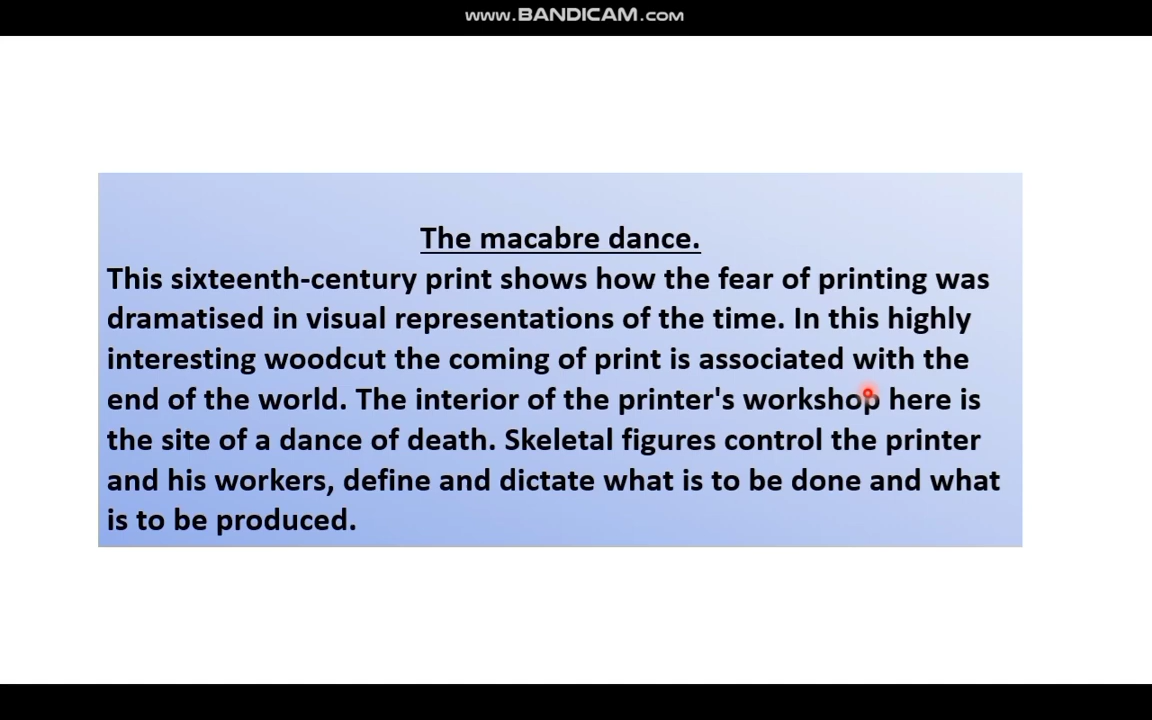 www.BANDICAM.com
The macabre dance.
This sixteenth-century print shows how the fear of printing was
dramatised in visual representations of the time. In this highly
interesting woodcut the coming of print is associated with the
end of the world. The interior of the printer's workshop here is
the site of a dance of death. Skeletal figures control the printer
and his workers, define and dictate what is to be done and what
is to be produced.